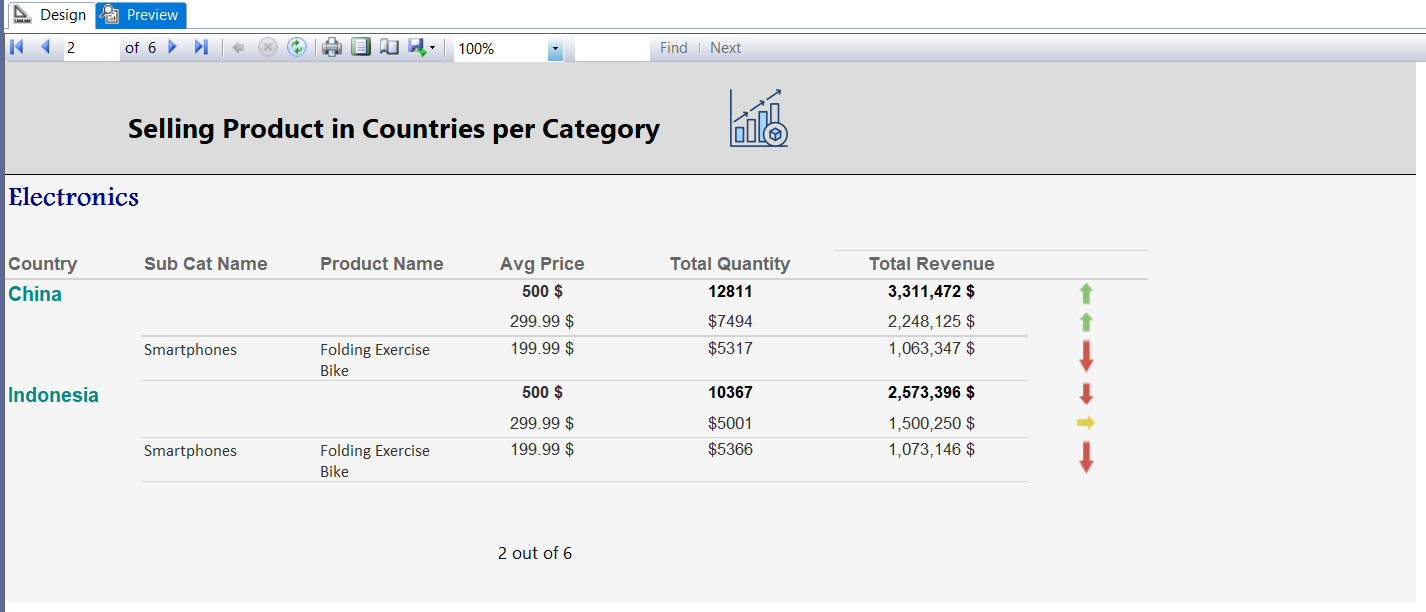 Design Preview
2 of 6 100% Find | Next
Selling Product in Countries per Category
Electronics
Country Sub Cat Name Product Name Avg Price Total Quantity Total Revenue
China 500 $ 12811 3,311,472 $
299.99 $ $7494 2,248,125 $
Smartphones Folding Exercise 199.99 $ $5317 1,063,347 $
Bike
Indonesia 500 $ 10367 2,573,396 $
299.99 $ $5001 1,500,250 $
Smartphones Folding Exercise 199.99 $ $5366 1,073,146 $
Bike
2 out of 6